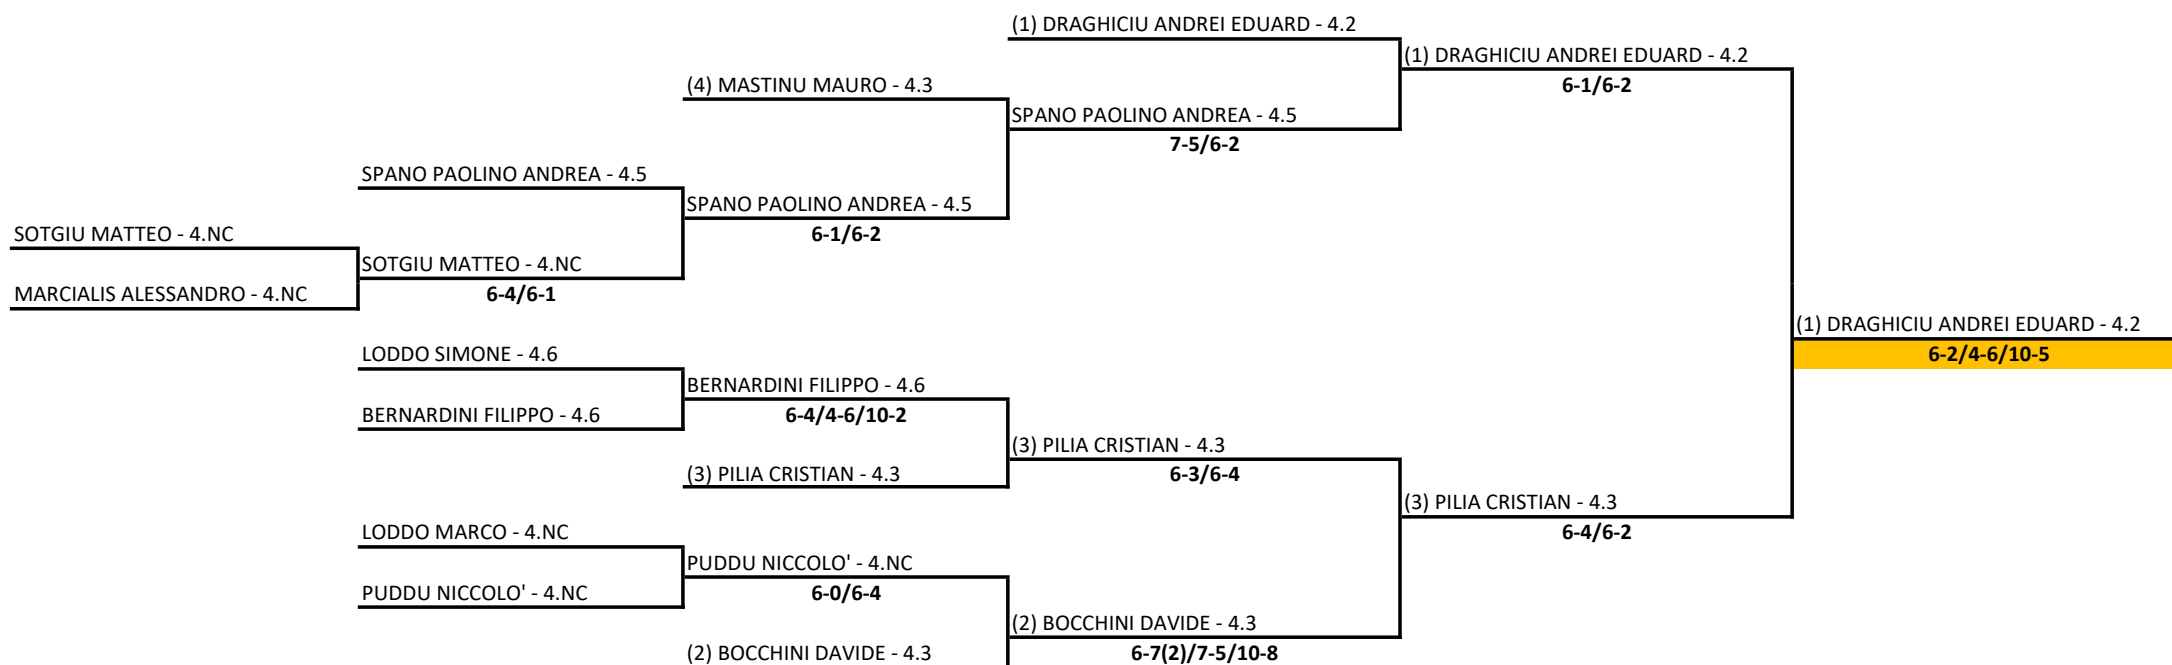 (1) DRAGHICIU ANDREI EDUARD - 4.2
(1) DRAGHICIU ANDREI EDUARD - 4.2
6-1/6-2
(4) MASTINU MAURO - 4.3
SPANO PAOLINO ANDREA - 4.5
7-5/6-2
SPANO PAOLINO ANDREA - 4.5
SPANO PAOLINO ANDREA - 4.5
6-1/6-2
SOTGIU MATTEO - 4.NC
SOTGIU MATTEO - 4.NC
6-4/6-1
MARCIALIS ALESSANDRO - 4.NC
(1) DRAGHICIU ANDREI EDUARD - 4.2
6-2/4-6/10-5
LODDO SIMONE - 4.6
BERNARDINI FILIPPO - 4.6
6-4/4-6/10-2
BERNARDINI FILIPPO - 4.6
(3) PILIA CRISTIAN - 4.3
6-3/6-4
(3) PILIA CRISTIAN - 4.3
(3) PILIA CRISTIAN - 4.3
6-4/6-2
LODDO MARCO - 4.NC
PUDDU NICCOLO' - 4.NC
6-0/6-4
PUDDU NICCOLO' - 4.NC
(2) BOCCHINI DAVIDE - 4.3
6-7(2)/7-5/10-8
(2) BOCCHINI DAVIDE - 4.3